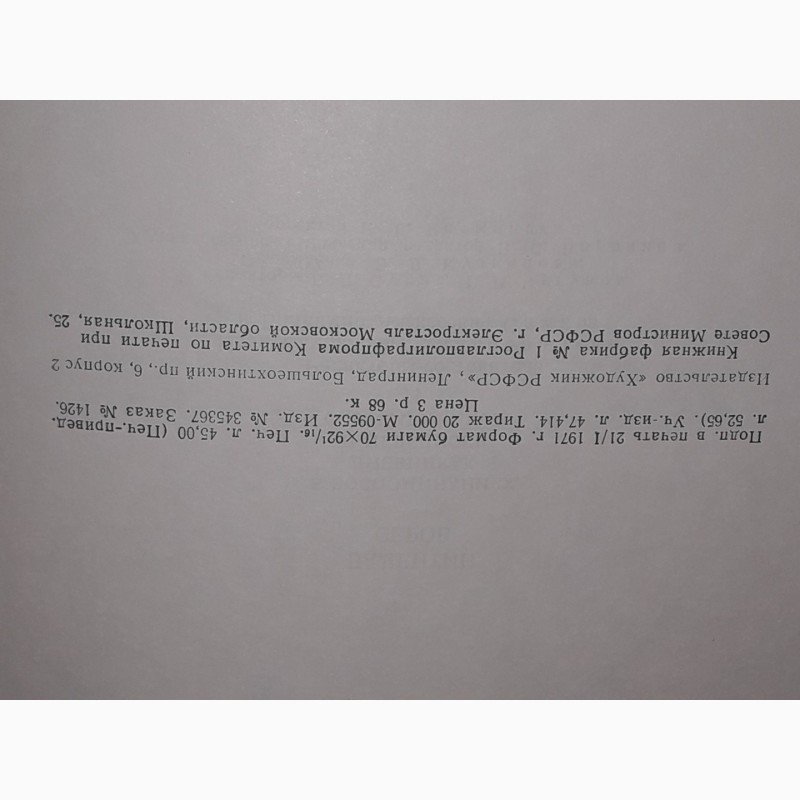 Подп. в печать 21/I 1971 г. Формат бумаги 70×92¹/₁₆. Печ. л. 45,00 (Печ.-привед.
л. 52,65). Уч.-изд. л. 47,414. Тираж 20 000. М-09552. Изд. № 345367. Заказ № 1426.
Цена 3 р. 68 к.
Издательство «Художник РСФСР», Ленинград, Большеохтинский пр., 6, корпус 2
Книжная фабрика № 1 Росглавполиграфпрома Комитета по печати при
Совете Министров РСФСР, г. Электросталь Московской области, Школьная, 25.